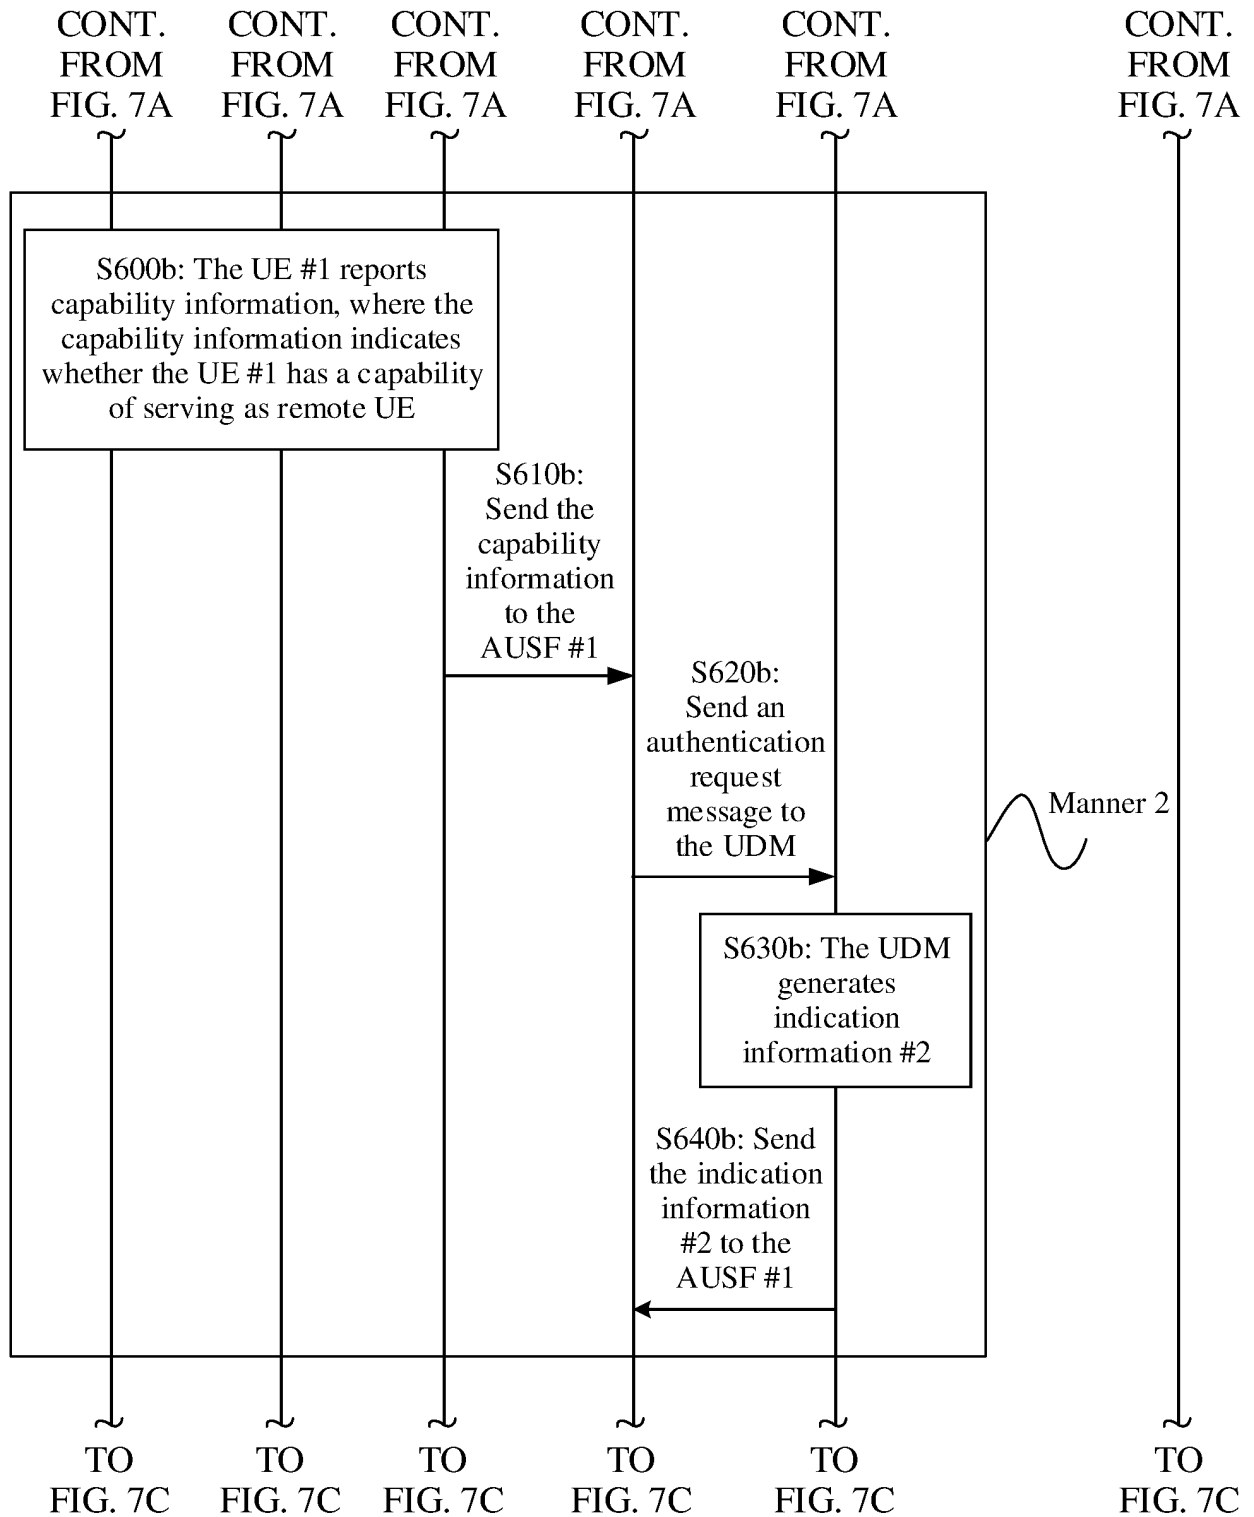 CONT. FROM FIG. 7A
CONT. FROM FIG. 7A
CONT. FROM FIG. 7A
CONT. FROM FIG. 7A
CONT. FROM FIG. 7A
CONT. FROM FIG. 7A
S600b: The UE #1 reports
capability information, where the
capability information indicates
whether the UE #1 has a capability
of serving as remote UE
S610b:
Send the
capability
information
to the
AUSF #1
S620b:
Send an
authentication
request
message to
the UDM
Manner 2
S630b: The UDM
generates
indication
information #2
S640b: Send
the indication
information
#2 to the
AUSF #1
TO FIG. 7C
TO FIG. 7C
TO FIG. 7C
TO FIG. 7C
TO FIG. 7C
TO FIG. 7C